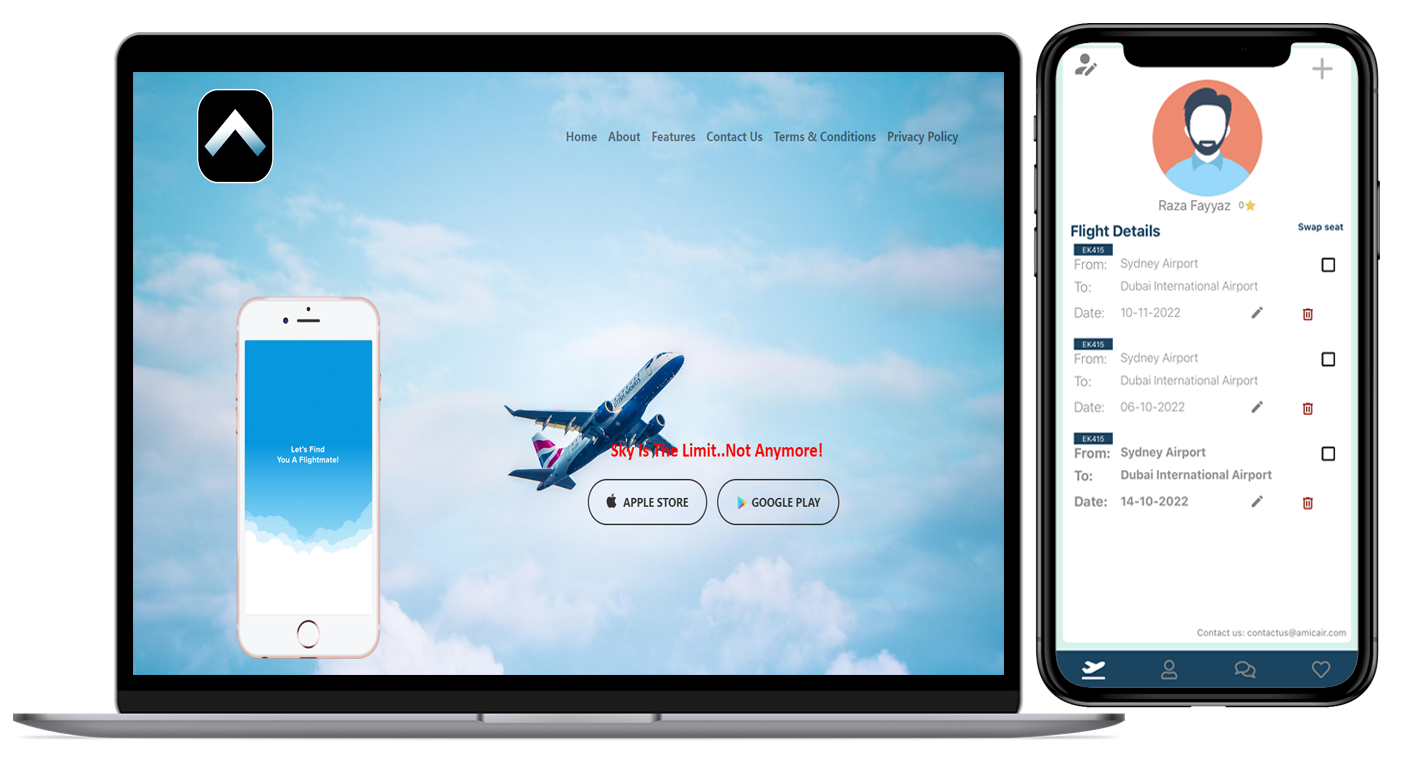 Home About Features Contact Us Terms & Conditions Privacy Policy
Let's Find
You A Flightmate!
Sky Is The Limit..Not Anymore!
APPLE STORE GOOGLE PLAY
Raza Fayyaz 0
Flight Details Swap seat
EK415
From: Sydney Airport
To: Dubai International Airport
Date: 10-11-2022
EK415
From: Sydney Airport
To: Dubai International Airport
Date: 06-10-2022
EK415
From: Sydney Airport
To: Dubai International Airport
Date: 14-10-2022
Contact us: contactus@amicair.com